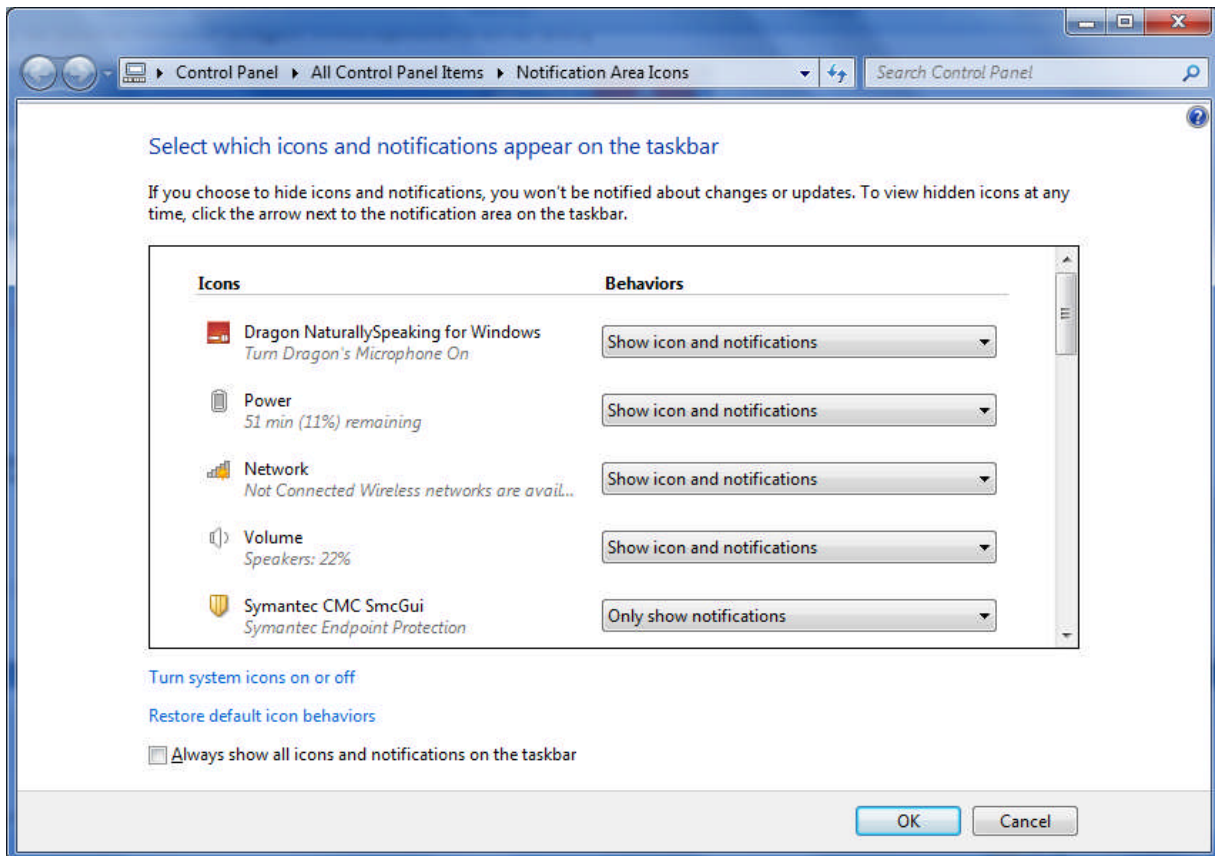 Control Panel ▸ All Control Panel Items ▸ Notification Area Icons
Search Control Panel
Select which icons and notifications appear on the taskbar
If you choose to hide icons and notifications, you won't be notified about changes or updates. To view hidden icons at any
time, click the arrow next to the notification area on the taskbar.
Icons Behaviors
Dragon NaturallySpeaking for Windows
Turn Dragon's Microphone On
Show icon and notifications
Power
51 min (11%) remaining
Show icon and notifications
Network
Not Connected Wireless networks are avail...
Show icon and notifications
Volume
Speakers: 22%
Show icon and notifications
Symantec CMC SmcGui
Symantec Endpoint Protection
Only show notifications
Turn system icons on or off
Restore default icon behaviors
Always show all icons and notifications on the taskbar
OK Cancel